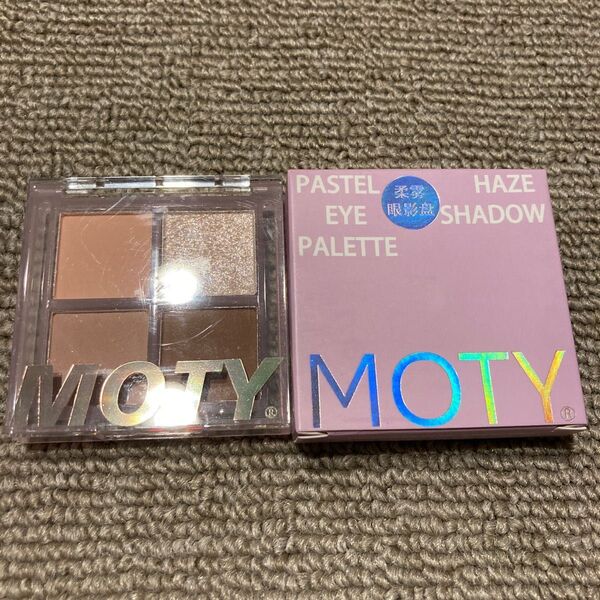 MOTY®
PASTEL HAZE
EYE SHADOW
PALETTE
柔雾
眼影盘
MOTY®